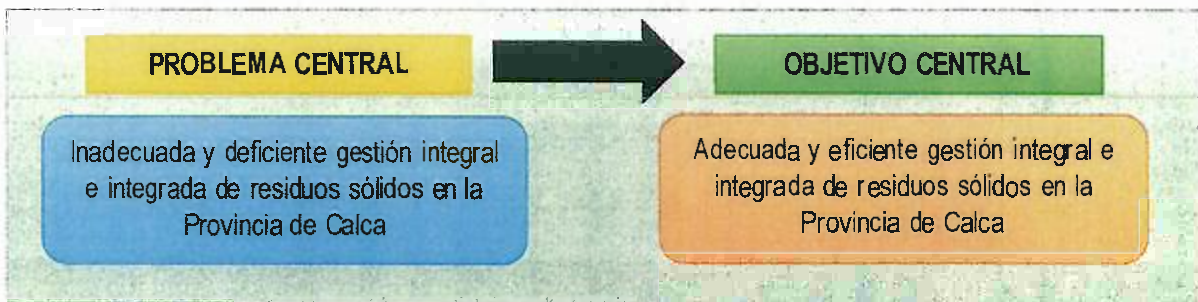 PROBLEMA CENTRAL
OBJETIVO CENTRAL
Inadecuada y deficiente gestión integral
e integrada de residuos sólidos en la
Provincia de Calca
Adecuada y eficiente gestión integral e
integrada de residuos sólidos en la
Provincia de Calca